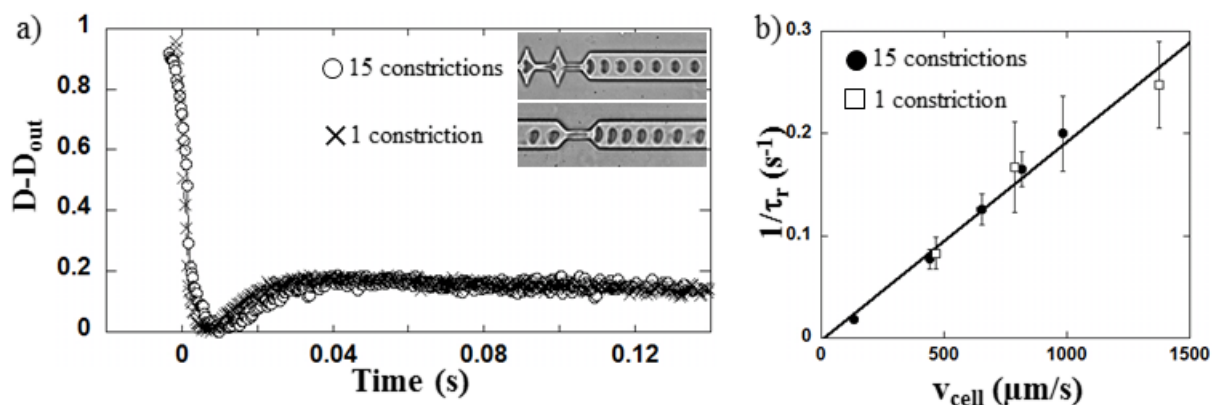 a)
1
0.8
0.6
0.4
0.2
0
D-D_out
15 constrictions
1 constriction
0
0.04
0.08
0.12
Time (s)
b)
0.3
0.2
0.1
0
1/τ_r (s⁻¹)
15 constrictions
1 constriction
0
500
1000
1500
v_cell (µm/s)